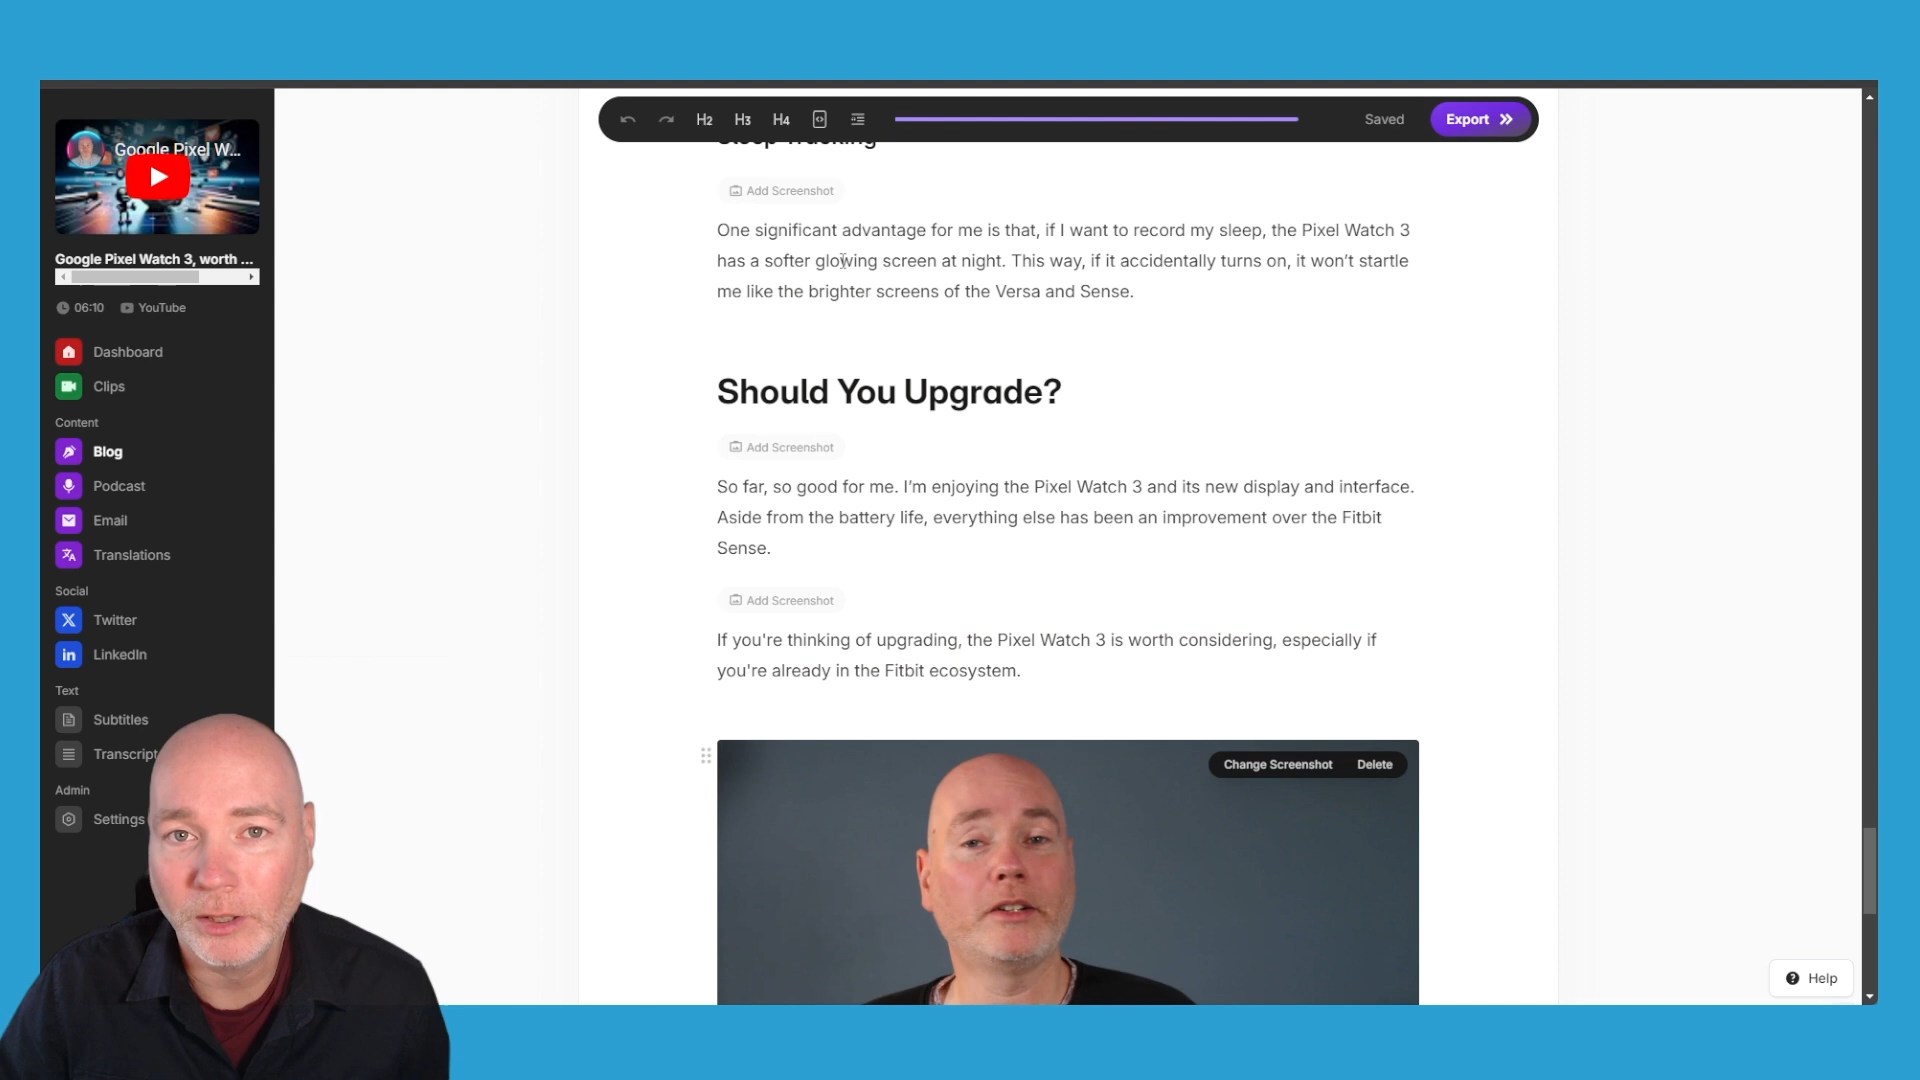 Google Pixel W...
Google Pixel Watch 3, worth ...
06:10
YouTube
Dashboard
Clips
Content
Blog
Podcast
Email
Translations
Social
Twitter
LinkedIn
Text
Subtitles
Transcript
Admin
Settings
H2
H3
H4
Saved
Export
Sleep Tracking
Add Screenshot
One significant advantage for me is that, if I want to record my sleep, the Pixel Watch 3
has a softer glowing screen at night. This way, if it accidentally turns on, it won’t startle
me like the brighter screens of the Versa and Sense.
Should You Upgrade?
Add Screenshot
So far, so good for me. I’m enjoying the Pixel Watch 3 and its new display and interface.
Aside from the battery life, everything else has been an improvement over the Fitbit
Sense.
Add Screenshot
If you're thinking of upgrading, the Pixel Watch 3 is worth considering, especially if
you're already in the Fitbit ecosystem.
Change Screenshot
Delete
Help